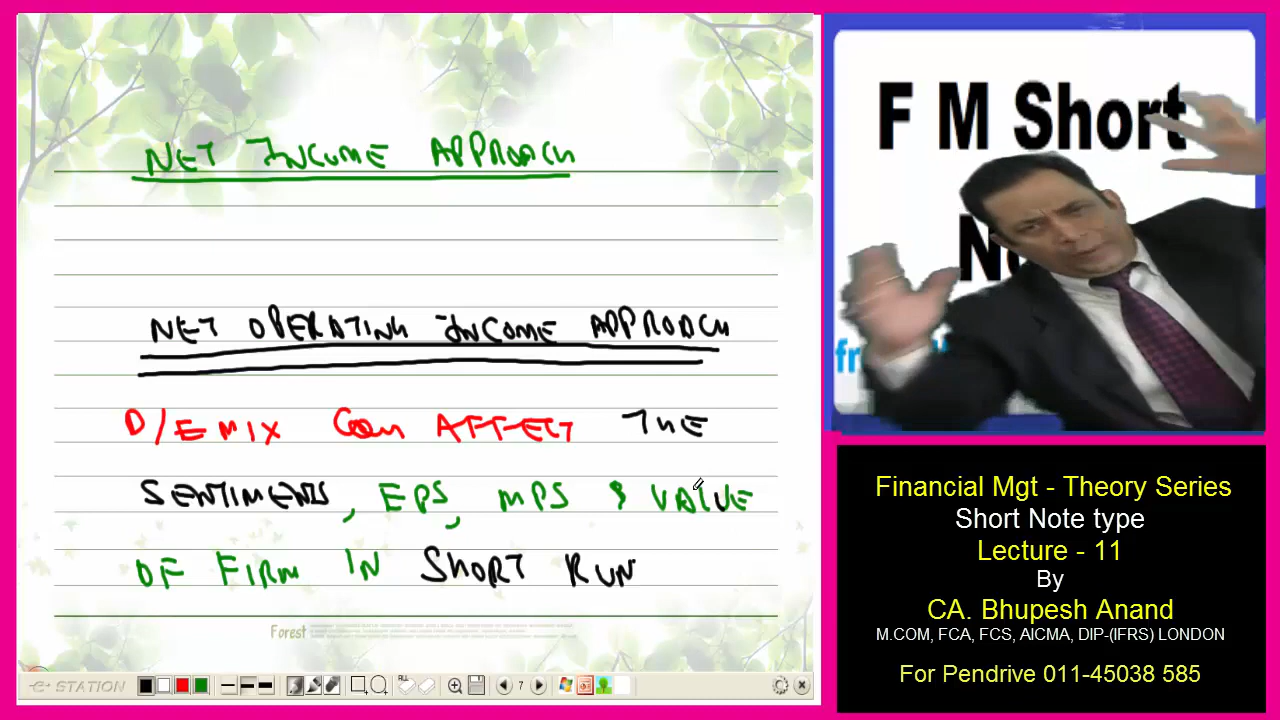 NET INCOME APPROACH
NET OPERATING INCOME APPROACH
D/E MIX Can AFFECT THE
SENTIMENTS, EPS, MPS & VALUE
OF FIRM IN SHORT RUN
Forest
E-STATION
7
F M Short
Financial Mgt - Theory Series
Short Note type
Lecture - 11
By
CA. Bhupesh Anand
M.COM, FCA, FCS, AICMA, DIP-(IFRS) LONDON
For Pendrive 011-45038 585